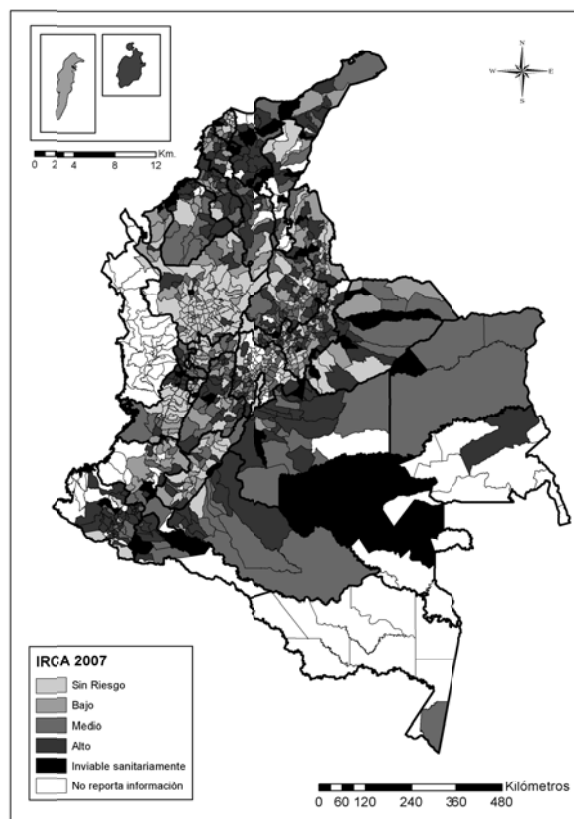 N
W E
S
Km.
0 2 4 8 12
IRCA 2007
Sin Riesgo
Bajo
Medio
Alto
Inviable sanitariamente
No reporta información
Kilómetros
0 60 120 240 360 480